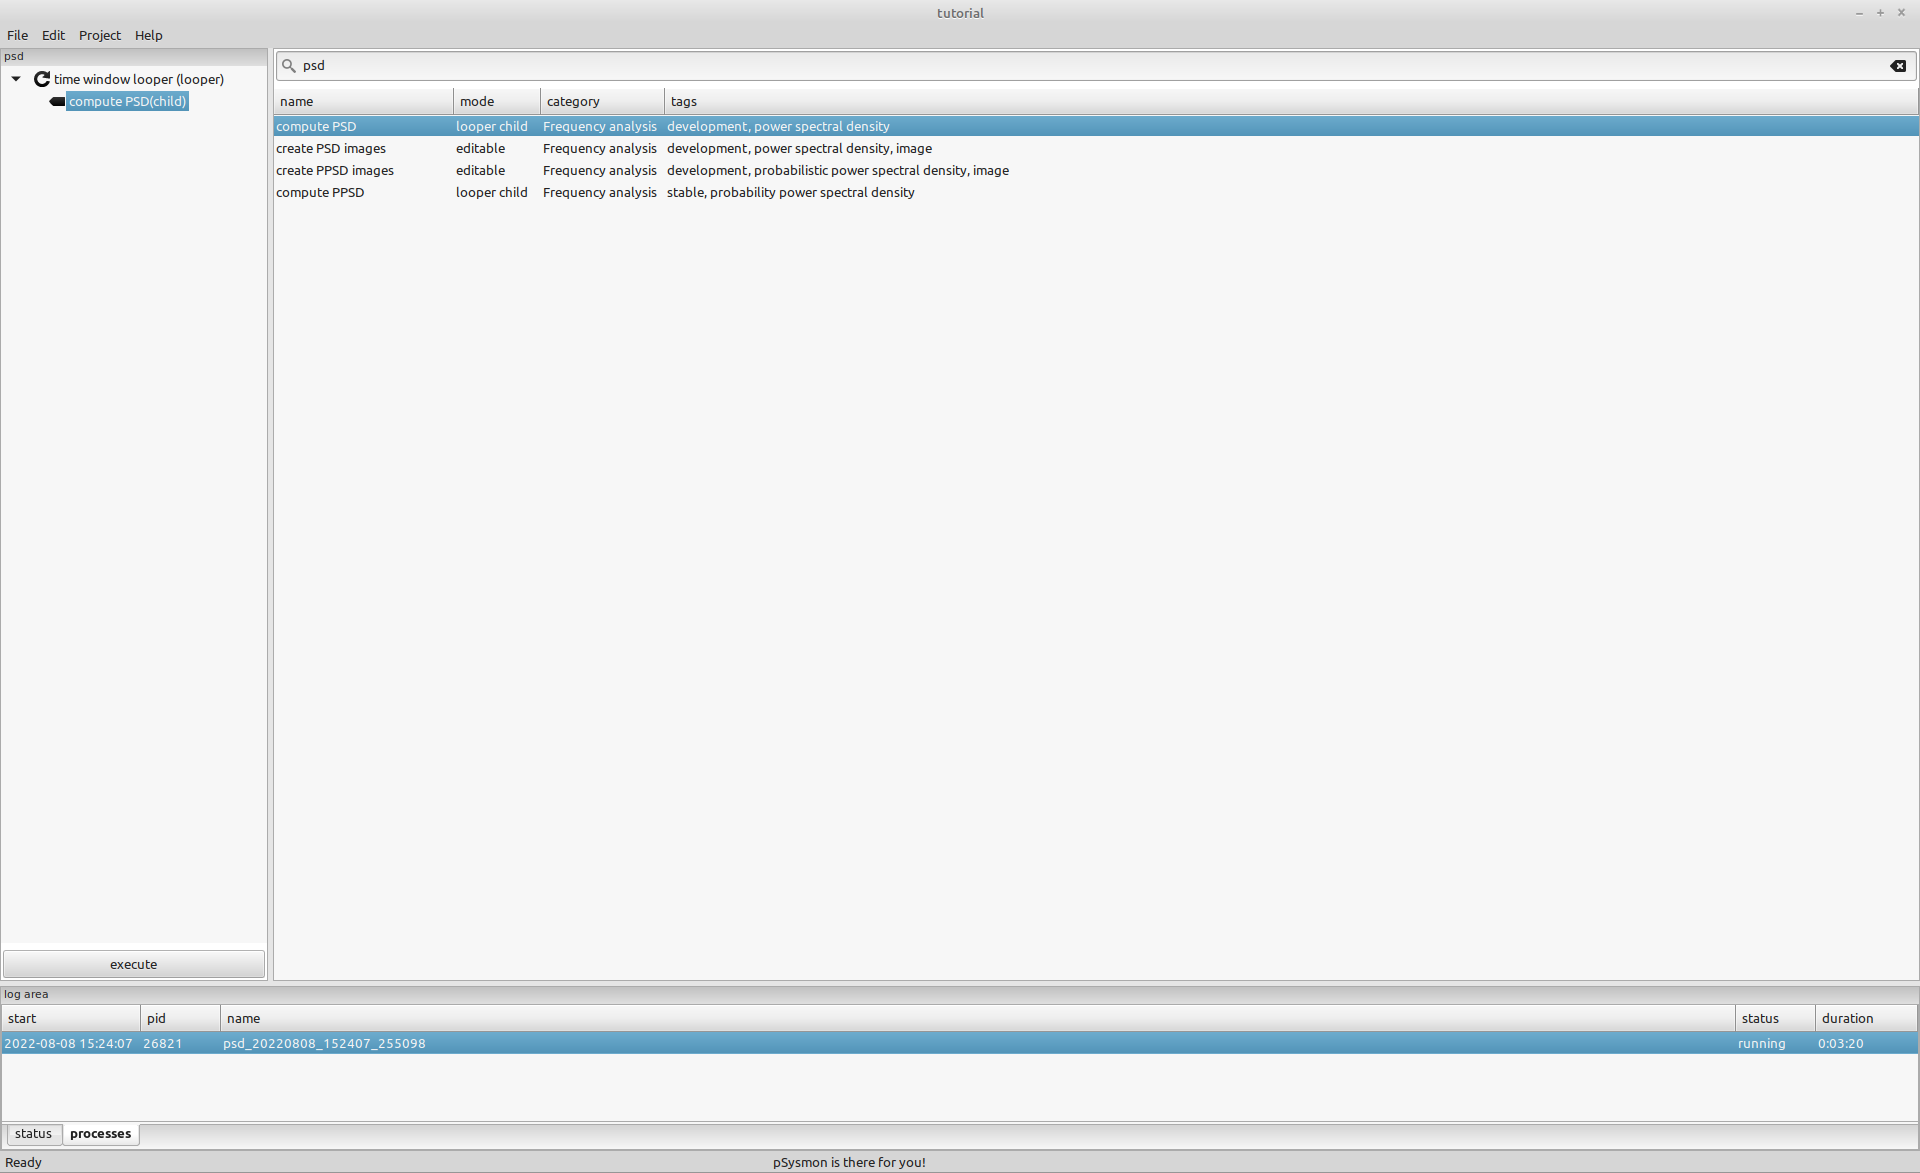 tutorial
File Edit Project Help
psd
time window looper (looper)
compute PSD(child)
execute
psd
name mode category tags
compute PSD looper child Frequency analysis development, power spectral density
create PSD images editable Frequency analysis development, power spectral density, image
create PPSD images editable Frequency analysis development, probabilistic power spectral density, image
compute PPSD looper child Frequency analysis stable, probability power spectral density
log area
start pid name status duration
2022-08-08 15:24:07 26821 psd_20220808_152407_255098 running 0:03:20
status processes
Ready pSysmon is there for you!